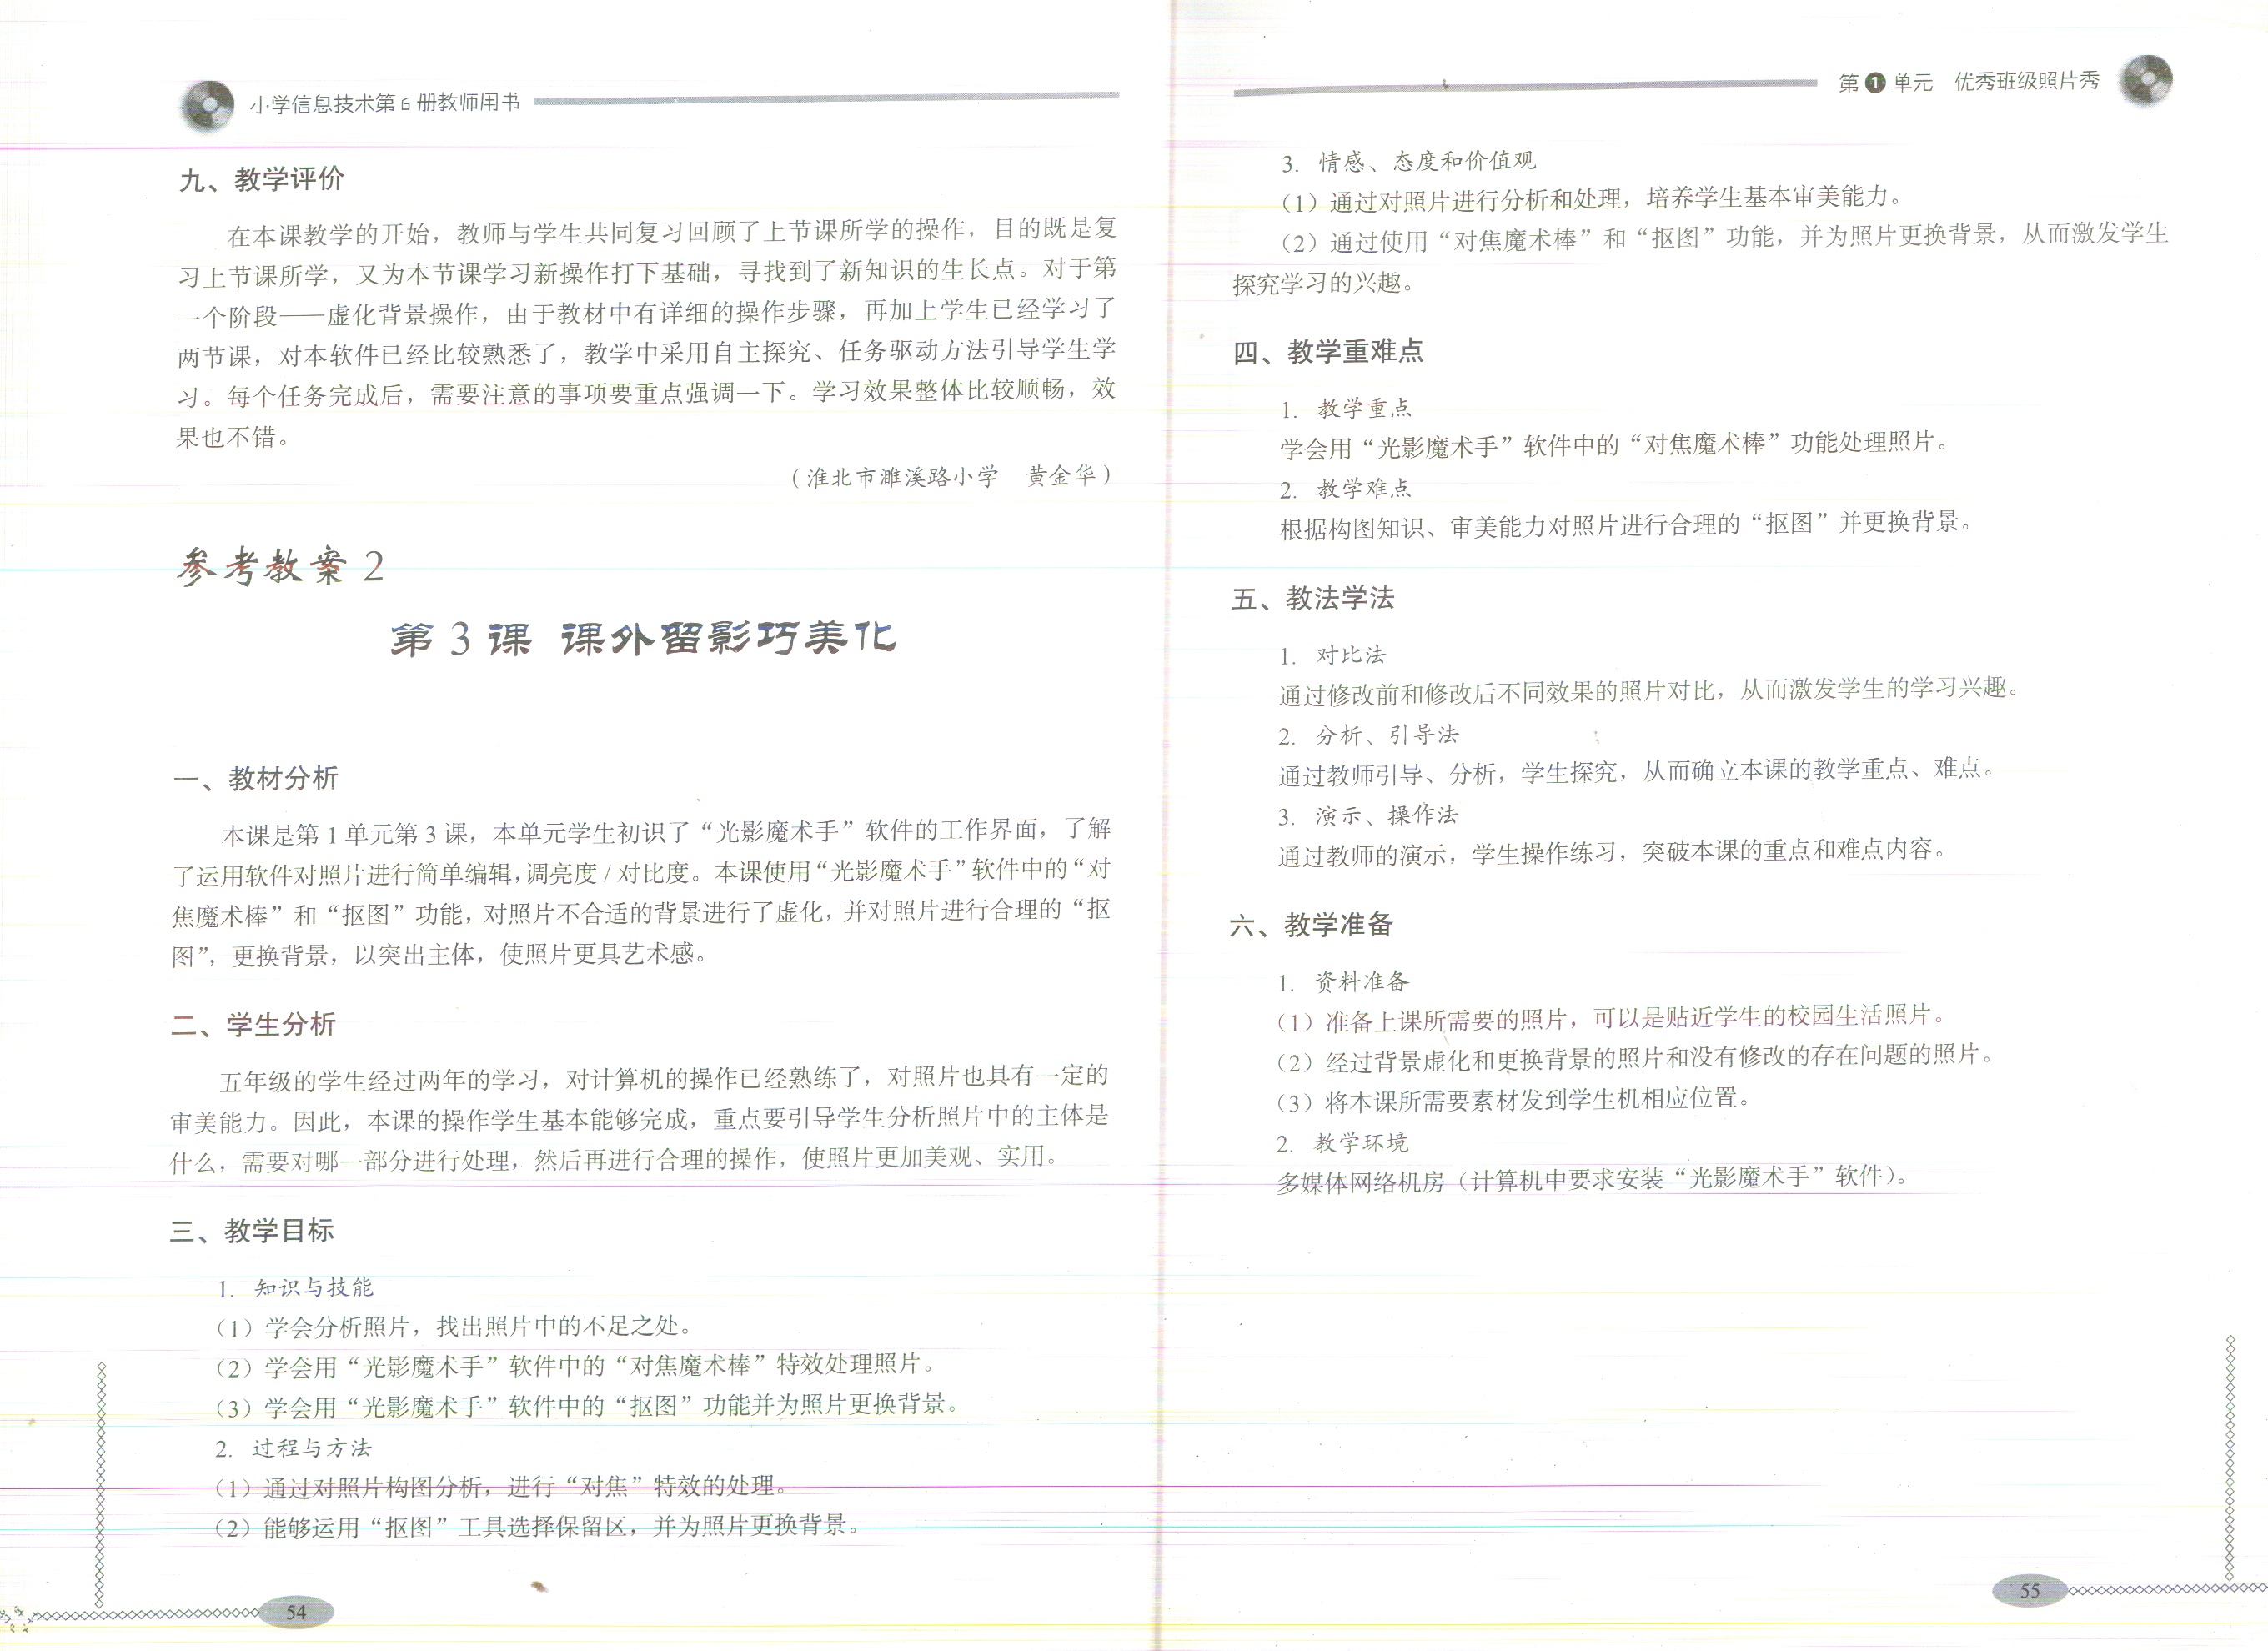 小学信息技术第6册教师用书
九、教学评价
在本课教学的开始，教师与学生共同复习回顾了上节课所学的操作，目的既是复
习上节课所学，又为本节课学习新操作打下基础，寻找到了新知识的生长点。对于第
一个阶段——虚化背景操作，由于教材中有详细的操作步骤，再加上学生已经学习了
两节课，对本软件已经比较熟悉了，教学中采用自主探究、任务驱动方法引导学生学
习。每个任务完成后，需要注意的事项要重点强调一下。学习效果整体比较顺畅，效
果也不错。
（淮北市濉溪路小学　黄金华）
参考教案 2
第 3 课 课外留影巧美化
一、教材分析
本课是第 1 单元第 3 课，本单元学生初识了“光影魔术手”软件的工作界面，了解
了运用软件对照片进行简单编辑，调亮度 / 对比度。本课使用“光影魔术手”软件中的“对
焦魔术棒”和“抠图”功能，对照片不合适的背景进行了虚化，并对照片进行合理的“抠
图”，更换背景，以突出主体，使照片更具艺术感。
二、学生分析
五年级的学生经过两年的学习，对计算机的操作已经熟练了，对照片也具有一定的
审美能力。因此，本课的操作学生基本能够完成，重点要引导学生分析照片中的主体是
什么，需要对哪一部分进行处理，然后再进行合理的操作，使照片更加美观、实用。
三、教学目标
1. 知识与技能
（1）学会分析照片，找出照片中的不足之处。
（2）学会用“光影魔术手”软件中的“对焦魔术棒”特效处理照片。
（3）学会用“光影魔术手”软件中的“抠图”功能并为照片更换背景。
2. 过程与方法
（1）通过对照片构图分析，进行“对焦”特效的处理。
（2）能够运用“抠图”工具选择保留区，并为照片更换背景。
54
第1单元　优秀班级照片秀
3. 情感、态度和价值观
（1）通过对照片进行分析和处理，培养学生基本审美能力。
（2）通过使用“对焦魔术棒”和“抠图”功能，并为照片更换背景，从而激发学生
探究学习的兴趣。
四、教学重难点
1. 教学重点
学会用“光影魔术手”软件中的“对焦魔术棒”功能处理照片。
2. 教学难点
根据构图知识、审美能力对照片进行合理的“抠图”并更换背景。
五、教法学法
1. 对比法
通过修改前和修改后不同效果的照片对比，从而激发学生的学习兴趣。
2. 分析、引导法
通过教师引导、分析，学生探究，从而确立本课的教学重点、难点。
3. 演示、操作法
通过教师的演示，学生操作练习，突破本课的重点和难点内容。
六、教学准备
1. 资料准备
（1）准备上课所需要的照片，可以是贴近学生的校园生活照片。
（2）经过背景虚化和更换背景的照片和没有修改的存在问题的照片。
（3）将本课所需要素材发到学生机相应位置。
2. 教学环境
多媒体网络机房（计算机中要求安装“光影魔术手”软件）。
55